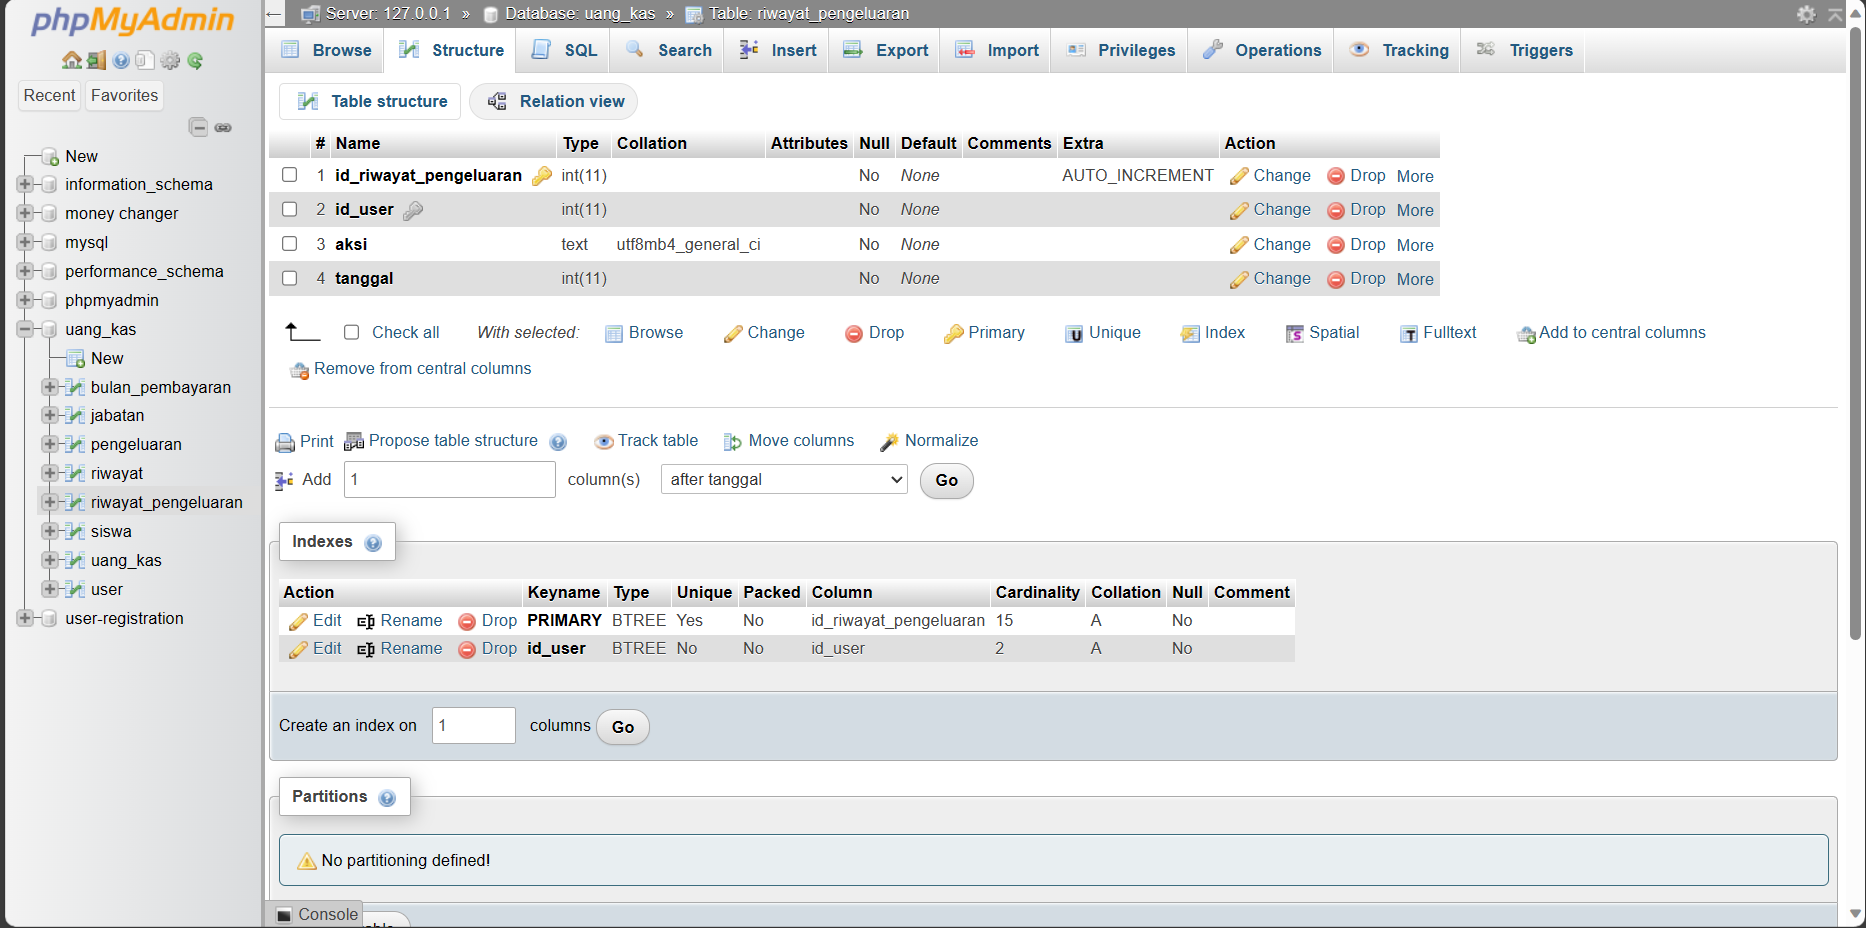 phpMyAdmin
Recent Favorites
New
information_schema
money changer
mysql
performance_schema
phpmyadmin
uang_kas
New
bulan_pembayaran
jabatan
pengeluaran
riwayat
riwayat_pengeluaran
siswa
uang_kas
user
user-registration
Server: 127.0.0.1 » Database: uang_kas » Table: riwayat_pengeluaran
Browse Structure SQL Search Insert Export Import Privileges Operations Tracking Triggers
Table structure Relation view
# Name Type Collation Attributes Null Default Comments Extra Action
1 id_riwayat_pengeluaran int(11) No None AUTO_INCREMENT Change Drop More
2 id_user int(11) No None Change Drop More
3 aksi text utf8mb4_general_ci No None Change Drop More
4 tanggal int(11) No None Change Drop More
Check all With selected: Browse Change Drop Primary Unique Index Spatial Fulltext Add to central columns
Remove from central columns
Print Propose table structure Track table Move columns Normalize
Add 1 column(s) after tanggal Go
Indexes
Action Keyname Type Unique Packed Column Cardinality Collation Null Comment
Edit Rename Drop PRIMARY BTREE Yes No id_riwayat_pengeluaran 15 A No
Edit Rename Drop id_user BTREE No No id_user 2 A No
Create an index on 1 columns Go
Partitions
No partitioning defined!
Console